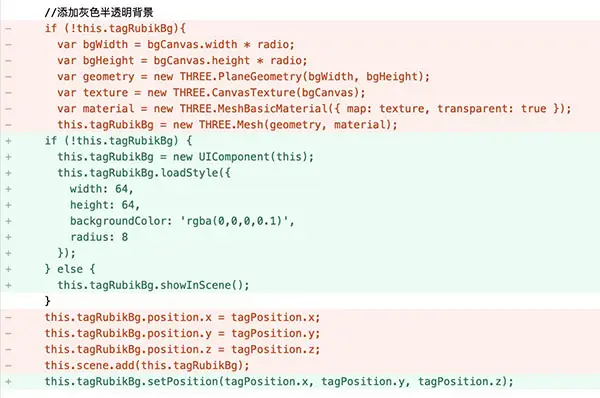 //添加灰色半透明背景
- if (!this.tagRubikBg){
- var bgWidth = bgCanvas.width * radio;
- var bgHeight = bgCanvas.height * radio;
- var geometry = new THREE.PlaneGeometry(bgWidth, bgHeight);
- var texture = new THREE.CanvasTexture(bgCanvas);
- var material = new THREE.MeshBasicMaterial({ map: texture, transparent: true });
- this.tagRubikBg = new THREE.Mesh(geometry, material);
+ if (!this.tagRubikBg) {
+ this.tagRubikBg = new UIComponent(this);
+ this.tagRubikBg.loadStyle({
+ width: 64,
+ height: 64,
+ backgroundColor: 'rgba(0,0,0,0.1)',
+ radius: 8
+ });
+ } else {
+ this.tagRubikBg.showInScene();
}
- this.tagRubikBg.position.x = tagPosition.x;
- this.tagRubikBg.position.y = tagPosition.y;
- this.tagRubikBg.position.z = tagPosition.z;
- this.scene.add(this.tagRubikBg);
+ this.tagRubikBg.setPosition(tagPosition.x, tagPosition.y, tagPosition.z);